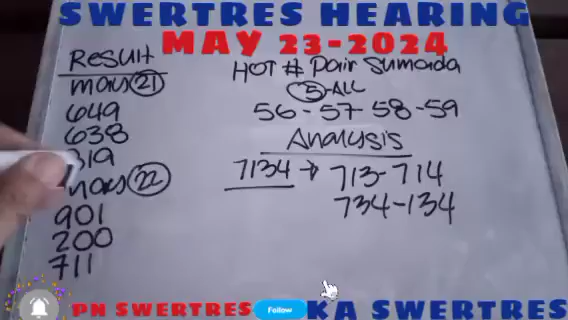 SWERTRES HEARING
MAY 23-2024
Result
may 21
649
638
319
may 22
901
200
711
HOT # Pair Sumada
5-ALL
56-57-58-59
Analysis
7134 → 713-714
734-134
PN SWERTRES
Follow
KA SWERTRES